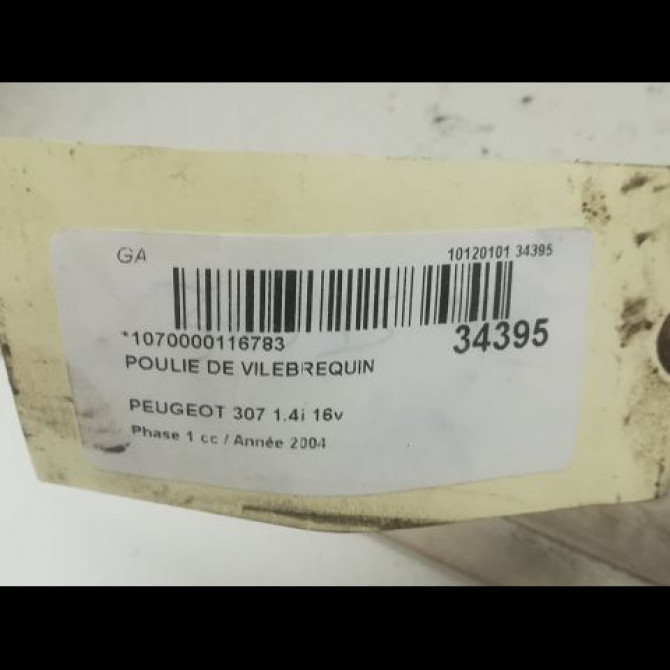 GA
10120101 34395
*1070000116783
34395
POULIE DE VILEBREQUIN
PEUGEOT 307 1.4i 16v
Phase 1 cc / Année 2004